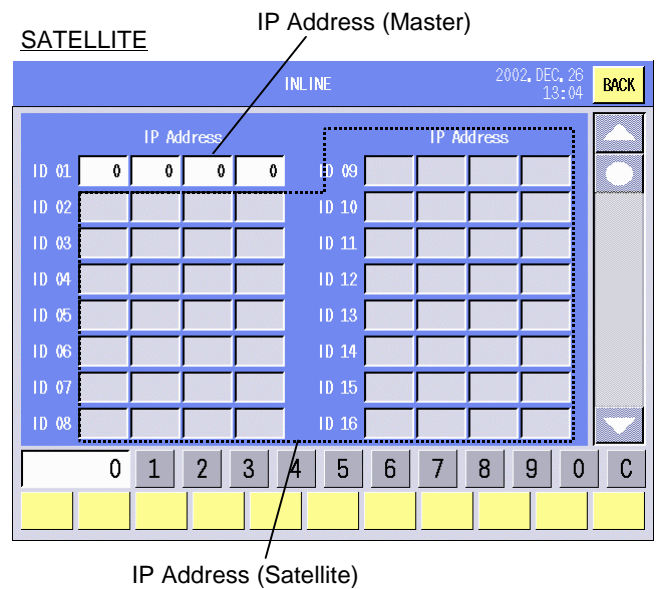 IP Address (Master)
SATELLITE
INLINE
2002. DEC. 26
13:04
BACK
IP Address IP Address
ID 01 0 0 0 0 ID 09
ID 02 ID 10
ID 03 ID 11
ID 04 ID 12
ID 05 ID 13
ID 06 ID 14
ID 07 ID 15
ID 08 ID 16
0 1 2 3 4 5 6 7 8 9 0 C
IP Address (Satellite)